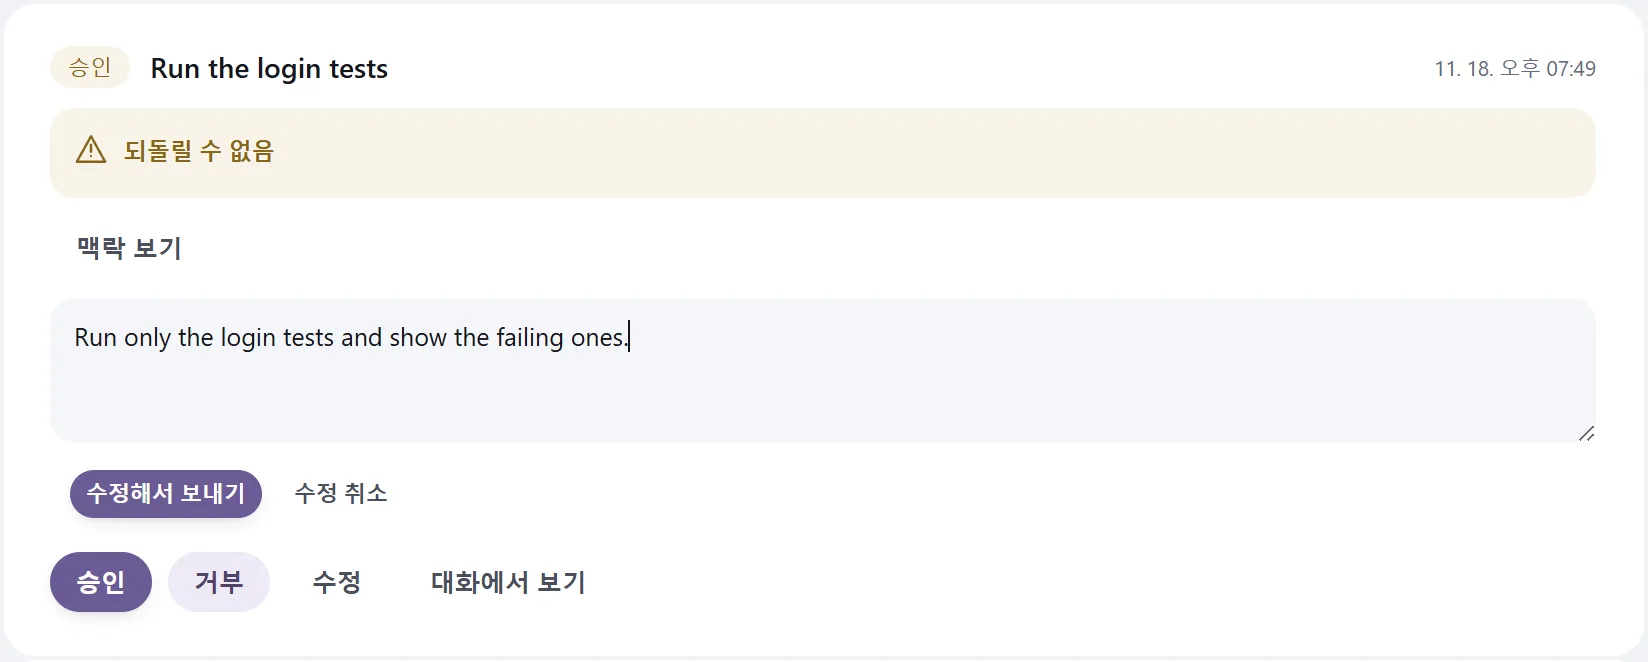 승인 Run the login tests 11. 18. 오후 07:49
되돌릴 수 없음
맥락 보기
Run only the login tests and show the failing ones.
수정해서 보내기 수정 취소
승인 거부 수정 대화에서 보기